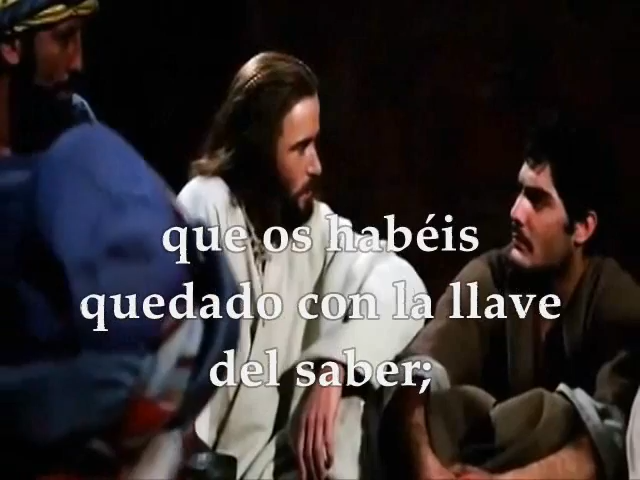 que os habéis
quedado con la llave
del saber;